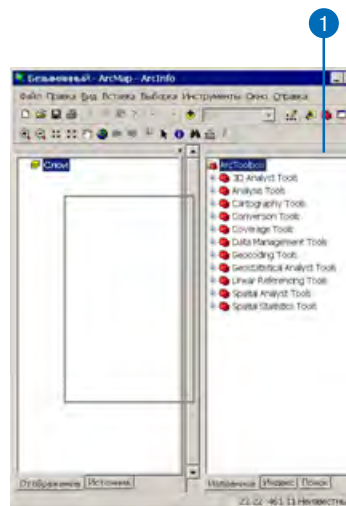 1
Безымянный - ArcMap - ArcInfo
Файл Правка Вид Вставка Выборка Инструменты Окно Справка
Слои
ArcToolbox
3D Analyst Tools
Analysis Tools
Cartography Tools
Conversion Tools
Coverage Tools
Data Management Tools
Geocoding Tools
Geostatistical Analyst Tools
Linear Referencing Tools
Spatial Analyst Tools
Spatial Statistics Tools
Отображение Источник
Избранное Индекс Поиск